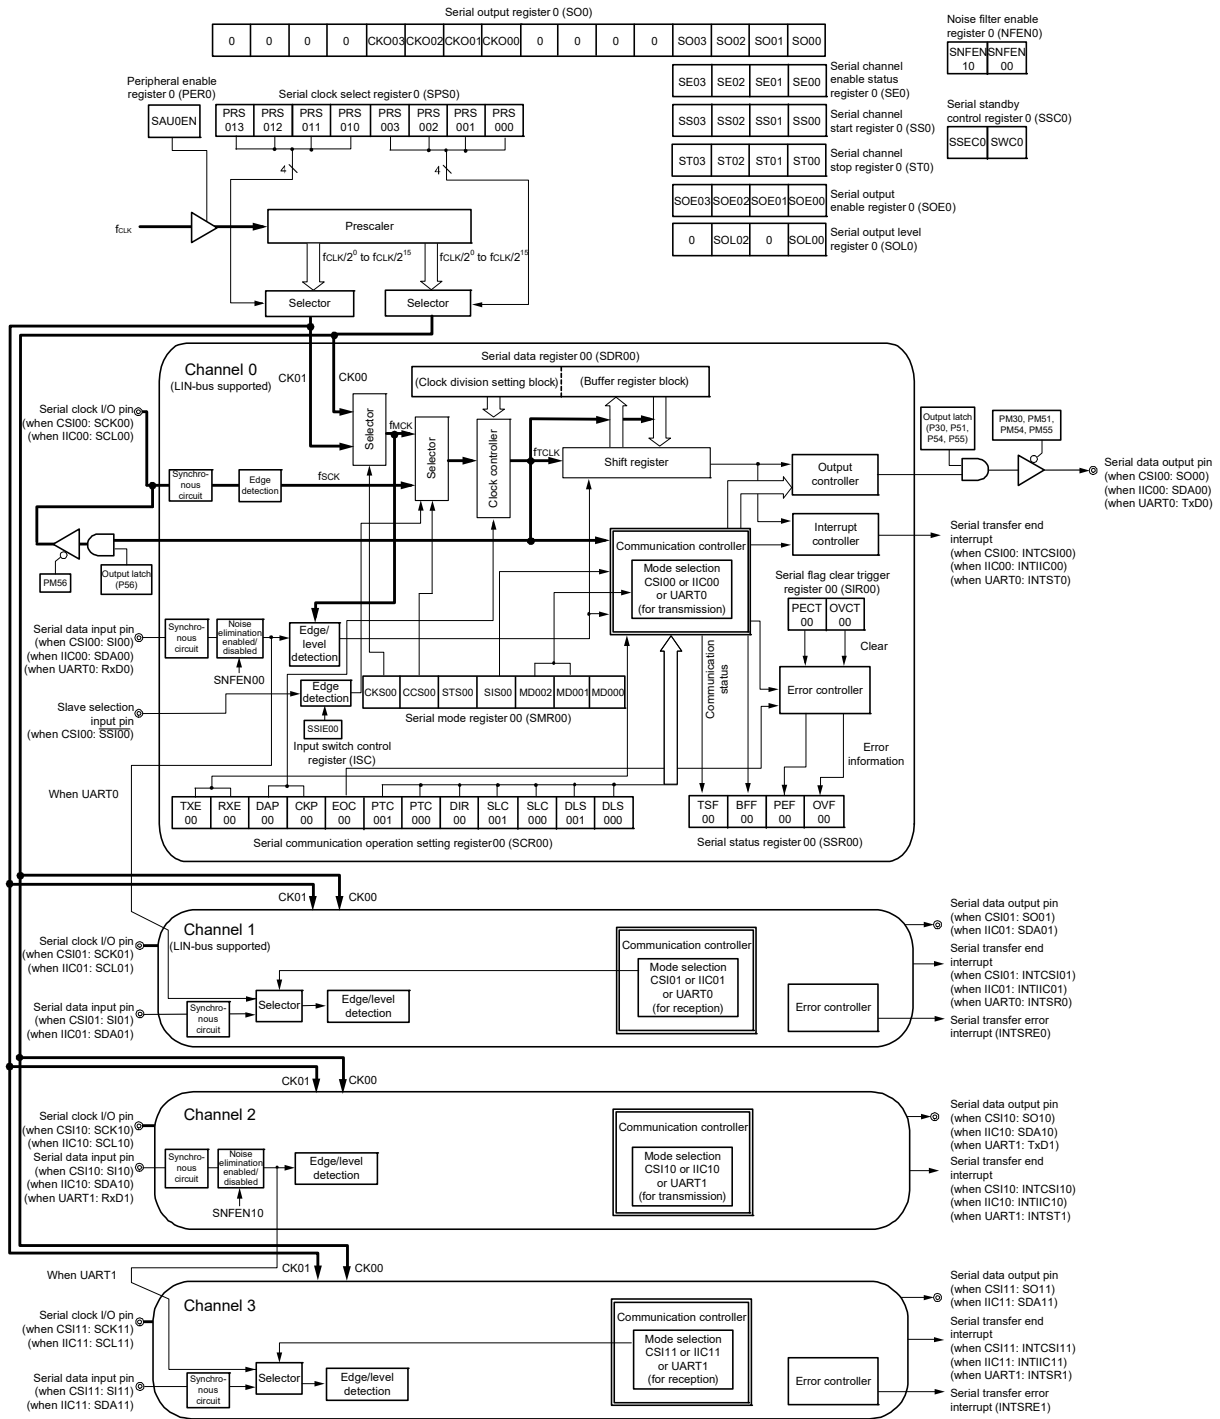 Serial output register 0 (SO0)
0 0 0 0 CKO03 CKO02 CKO01 CKO00 0 0 0 0 SO03 SO02 SO01 SO00
Noise filter enable
register 0 (NFEN0)
SNFEN SNFEN
10 00
Peripheral enable
register 0 (PER0)
SAU0EN
Serial clock select register 0 (SPS0)
PRS PRS PRS PRS PRS PRS PRS PRS
013 012 011 010 003 002 001 000
4
4
SE03 SE02 SE01 SE00
Serial channel
enable status
register 0 (SE0)
SS03 SS02 SS01 SS00
Serial channel
start register 0 (SS0)
ST03 ST02 ST01 ST00
Serial channel
stop register 0 (ST0)
SOE03 SOE02 SOE01 SOE00
Serial output
enable register 0 (SOE0)
0 SOL02 0 SOL00
Serial output level
register 0 (SOL0)
Serial standby
control register 0 (SSC0)
SSEC0 SWC0
fCLK
Prescaler
fCLK/2⁰ to fCLK/2¹⁵
fCLK/2⁰ to fCLK/2¹⁵
Selector
Selector
Channel 0
(LIN-bus supported)
CK01
CK00
Serial data register 00 (SDR00)
(Clock division setting block)
(Buffer register block)
Serial clock I/O pin
(when CSI00: SCK00)
(when IIC00: SCL00)
Selector
fMCK
Selector
Clock controller
fTCLK
Shift register
Output latch
(P30, P51,
P54, P55)
PM30, PM51,
PM54, PM55
Output
controller
Serial data output pin
(when CSI00: SO00)
(when IIC00: SDA00)
(when UART0: TxD0)
Synchro-
nous
circuit
Edge
detection
fSCK
PM56
Output latch
(P56)
Communication controller
Mode selection
CSI00 or IIC00
or UART0
(for transmission)
Interrupt
controller
Serial transfer end
interrupt
(when CSI00: INTCSI00)
(when IIC00: INTIIC00)
(when UART0: INTST0)
Serial flag clear trigger
register 00 (SIR00)
PECT OVCT
00 00
Clear
Error controller
Serial data input pin
(when CSI00: SI00)
(when IIC00: SDA00)
(when UART0: RxD0)
Synchro-
nous
circuit
Noise
elimination
enabled/
disabled
SNFEN00
Edge/
level
detection
Slave selection
input pin
(when CSI00: SSI00)
Edge
detection
SSIE00
Input switch control
register (ISC)
CKS00 CCS00 STS00 SIS00 MD002 MD001 MD000
Serial mode register 00 (SMR00)
Communication
status
Error
information
When UART0
TXE RXE DAP CKP EOC PTC PTC DIR SLC SLC DLS DLS
00 00 00 00 00 001 000 00 001 000 001 000
Serial communication operation setting register 00 (SCR00)
TSF BFF PEF OVF
00 00 00 00
Serial status register 00 (SSR00)
CK01
CK00
Channel 1
(LIN-bus supported)
Serial clock I/O pin
(when CSI01: SCK01)
(when IIC01: SCL01)
Serial data input pin
(when CSI01: SI01)
(when IIC01: SDA01)
Synchro-
nous
circuit
Selector
Edge/level
detection
Communication controller
Mode selection
CSI01 or IIC01
or UART0
(for reception)
Error controller
Serial data output pin
(when CSI01: SO01)
(when IIC01: SDA01)
Serial transfer end
interrupt
(when CSI01: INTCSI01)
(when IIC01: INTIIC01)
(when UART0: INTSR0)
Serial transfer error
interrupt (INTSRE0)
CK01
CK00
Channel 2
Serial clock I/O pin
(when CSI10: SCK10)
(when IIC10: SCL10)
Serial data input pin
(when CSI10: SI10)
(when IIC10: SDA10)
(when UART1: RxD1)
Synchro-
nous
circuit
Noise
elimination
enabled/
disabled
SNFEN10
Edge/level
detection
Communication controller
Mode selection
CSI10 or IIC10
or UART1
(for transmission)
Serial data output pin
(when CSI10: SO10)
(when IIC10: SDA10)
(when UART1: TxD1)
Serial transfer end
interrupt
(when CSI10: INTCSI10)
(when IIC10: INTIIC10)
(when UART1: INTST1)
When UART1
CK01
CK00
Channel 3
Serial clock I/O pin
(when CSI11: SCK11)
(when IIC11: SCL11)
Serial data input pin
(when CSI11: SI11)
(when IIC11: SDA11)
Synchro-
nous
circuit
Selector
Edge/level
detection
Communication controller
Mode selection
CSI11 or IIC11
or UART1
(for reception)
Error controller
Serial data output pin
(when CSI11: SO11)
(when IIC11: SDA11)
Serial transfer end
interrupt
(when CSI11: INTCSI11)
(when IIC11: INTIIC11)
(when UART1: INTSR1)
Serial transfer error
interrupt (INTSRE1)